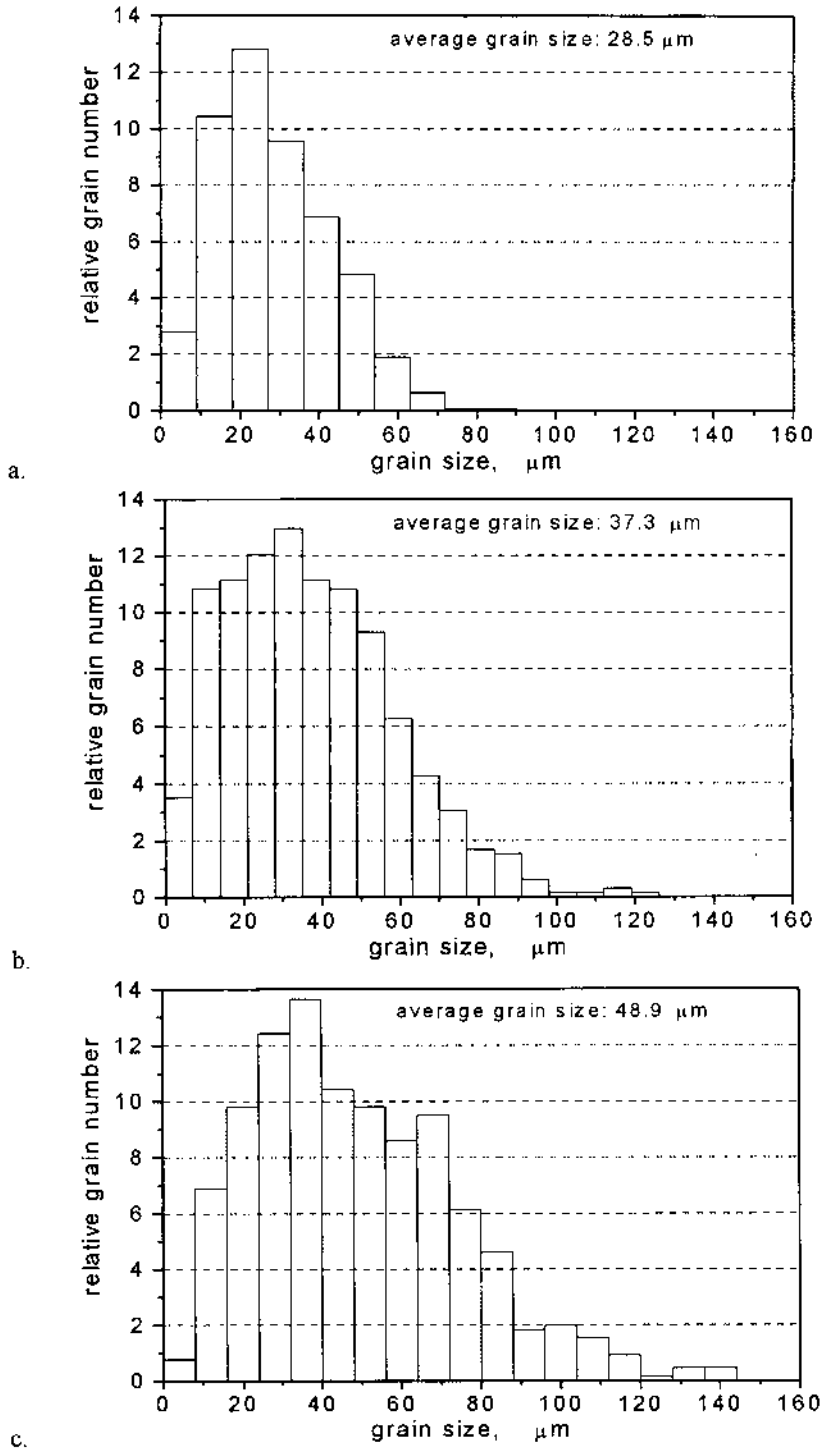 14
average grain size: 28.5 μm
12
10
8
6
4
2
0
relative grain number
0 20 40 60 80 100 120 140 160
grain size, μm
a.
14
average grain size: 37.3 μm
12
10
8
6
4
2
0
relative grain number
0 20 40 60 80 100 120 140 160
grain size, μm
b.
14
average grain size: 48.9 μm
12
10
8
6
4
2
0
relative grain number
0 20 40 60 80 100 120 140 160
grain size, μm
c.